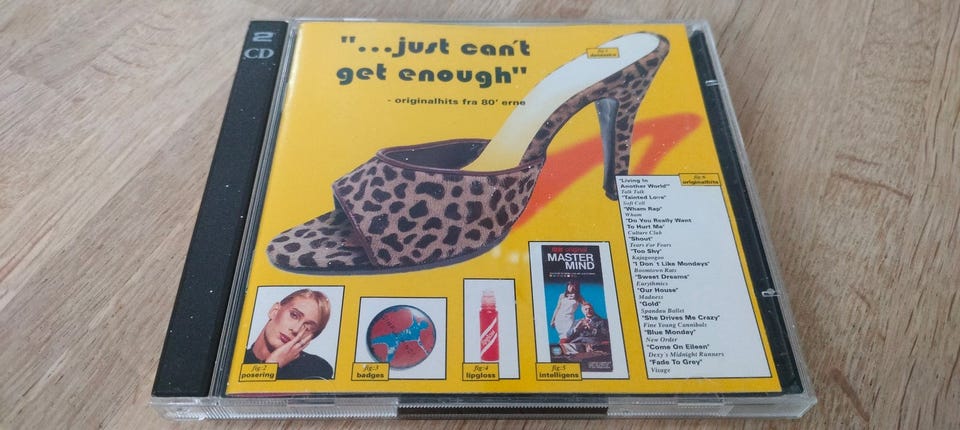 2
CD
"...just can't
get enough"
- originalhits fra 80' erne
fig:6
originalhits
"Living In
Another World"
Talk Talk
"Tainted Love"
Soft Cell
"Wham Rap"
Wham
"Do You Really Want
To Hurt Me"
Culture Club
"Shout"
Tears For Fears
"Too Shy"
Kajagoogoo
"I Don´t Like Mondays"
Boomtown Rats
"Sweet Dreams"
Eurythmics
"Our House"
Madness
"Gold"
Spandau Ballet
"She Drives Me Crazy"
Fine Young Cannibals
"Blue Monday"
New Order
"Come On Eileen"
Dexy's Midnight Runners
"Fade To Grey"
Visage
MASTER
MIND
fig:2
posering
fig:3
badges
fig:4
lipgloss
fig:5
intelligens